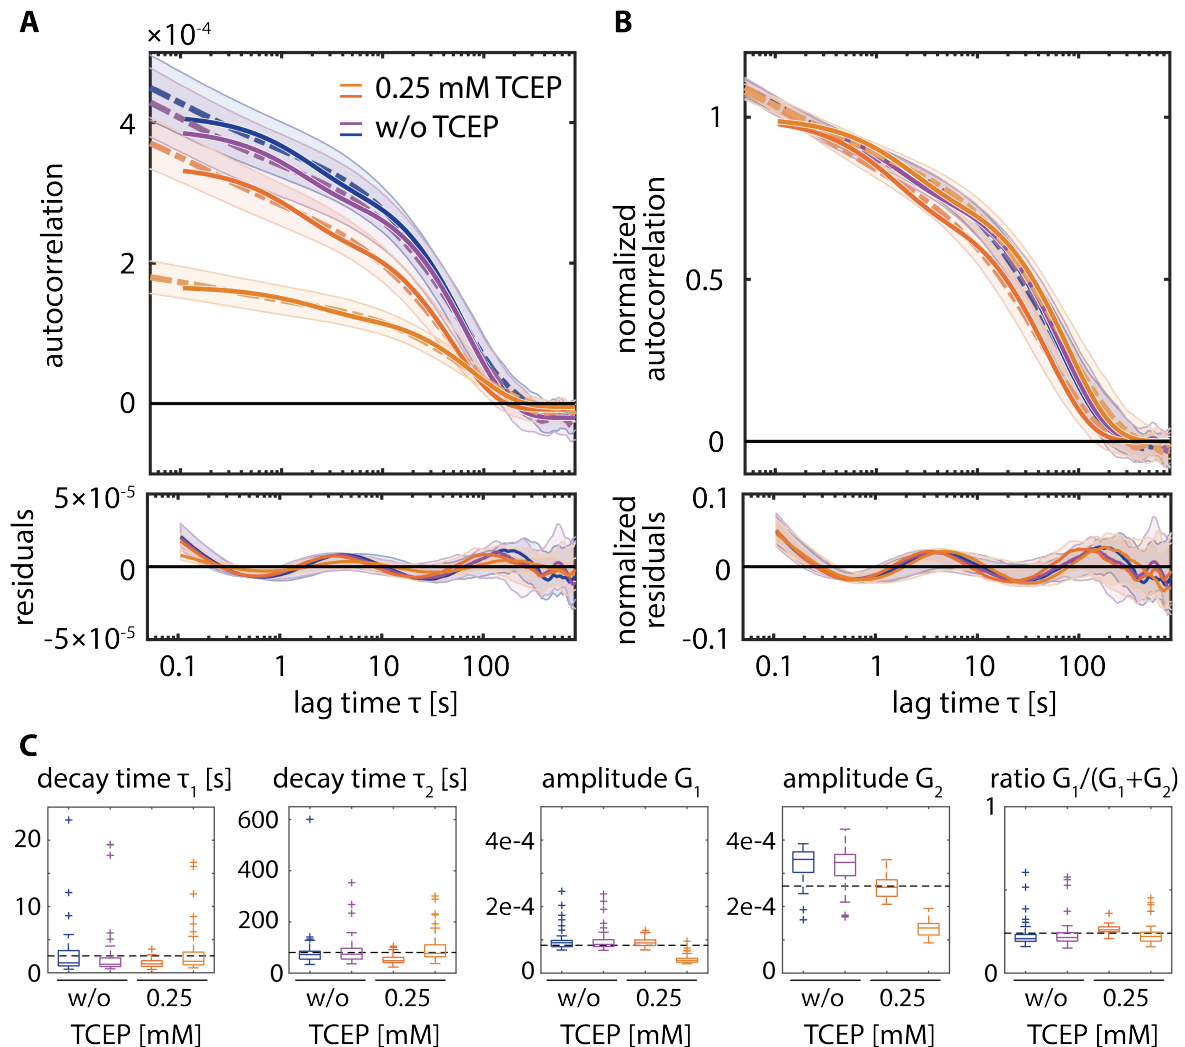 A
×10-4
0.25 mM TCEP
w/o TCEP
4
2
0
autocorrelation
5×10-5
0
-5×10-5
residuals
0.1 1 10 100
lag time τ [s]
B
1
0.5
0
normalized
autocorrelation
0.1
0
-0.1
normalized
residuals
0.1 1 10 100
lag time τ [s]
C
decay time τ1 [s]
20
10
0
w/o 0.25
TCEP [mM]
decay time τ2 [s]
600
400
200
0
w/o 0.25
TCEP [mM]
amplitude G1
4e-4
2e-4
0
w/o 0.25
TCEP [mM]
amplitude G2
4e-4
2e-4
0
w/o 0.25
TCEP [mM]
ratio G1/(G1+G2)
1
0
w/o 0.25
TCEP [mM]